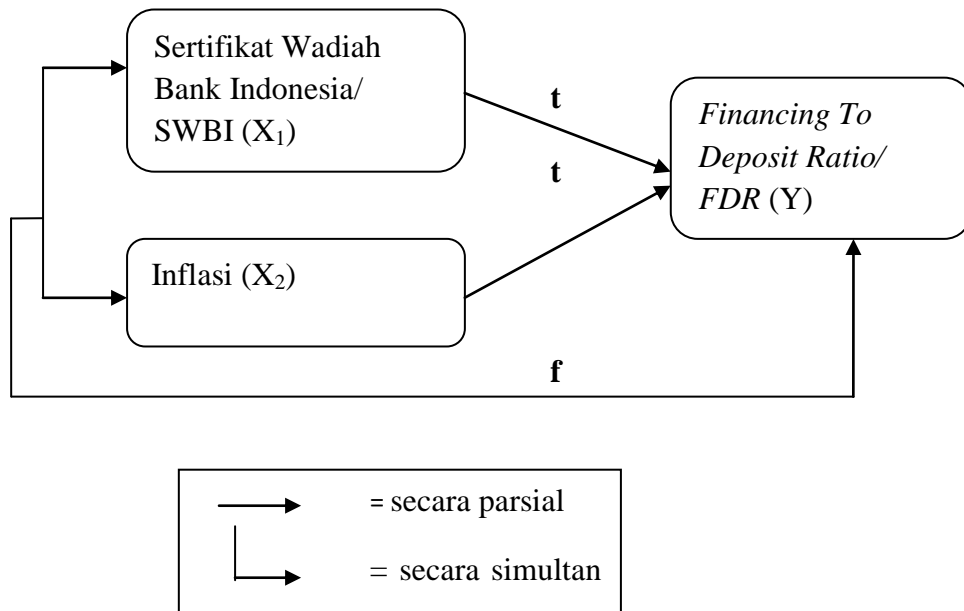 Sertifikat Wadiah
Bank Indonesia/
SWBI (X₁)
t
t
Financing To
Deposit Ratio/
FDR (Y)
Inflasi (X₂)
f
= secara parsial
= secara simultan